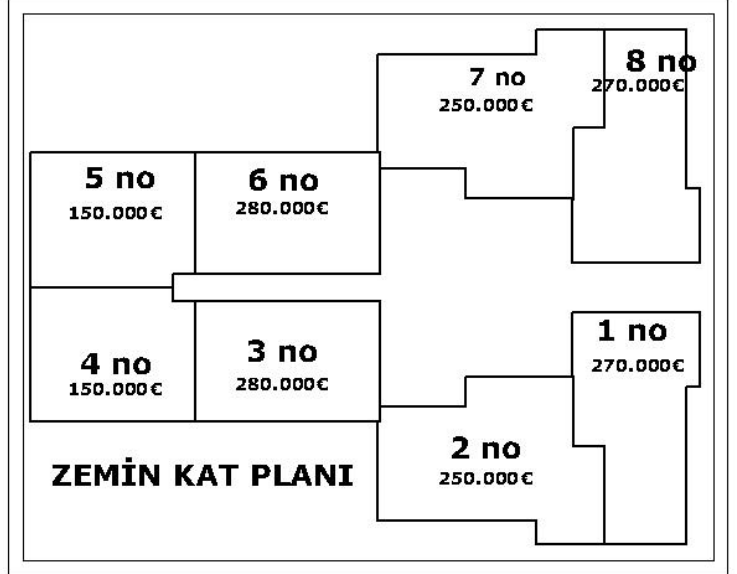 7 no
250.000€
8 no
270.000€
5 no
150.000€
6 no
280.000€
4 no
150.000€
3 no
280.000€
1 no
270.000€
2 no
250.000€
ZEMİN KAT PLANI